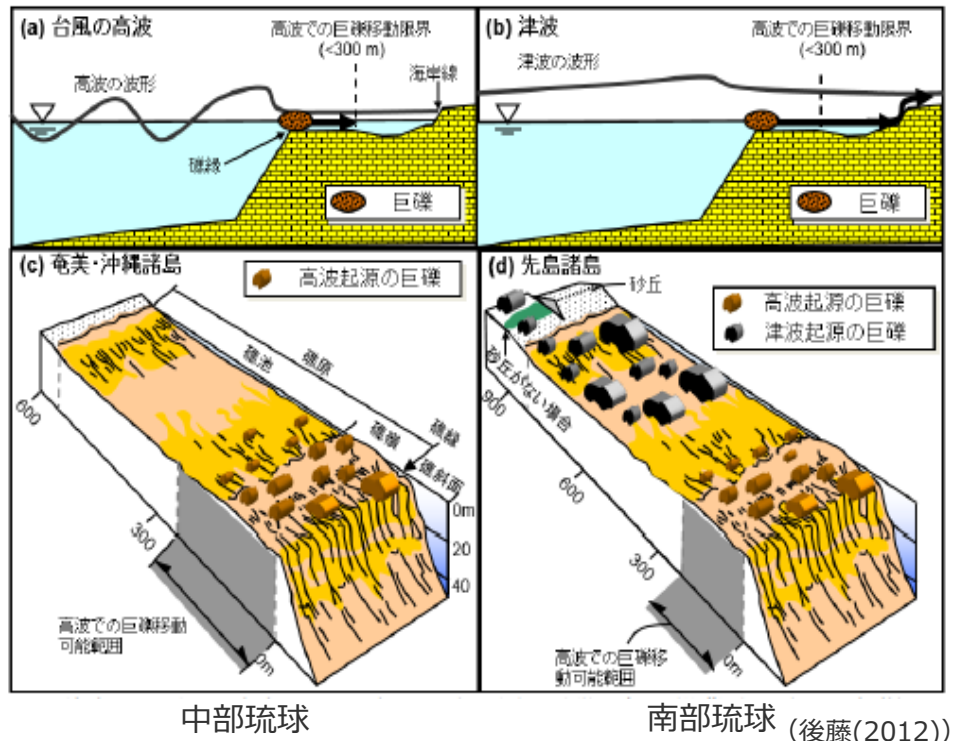 (a) 台風の高波
高波での巨礫移動限界
(<300 m)
高波の波形
海岸線
礁縁
巨礫
(b) 津波
高波での巨礫移動限界
(<300 m)
津波の波形
巨礫
(c) 奄美・沖縄諸島
高波起源の巨礫
礁池
礁原
礁嶺
礁縁
礁斜面
600
300
0m
0m
20
40
高波での巨礫移動
可能範囲
(d) 先島諸島
砂丘
高波起源の巨礫
津波起源の巨礫
砂丘がない場合
900
600
300
0m
高波での巨礫移
動可能範囲
中部琉球
南部琉球
(後藤(2012))